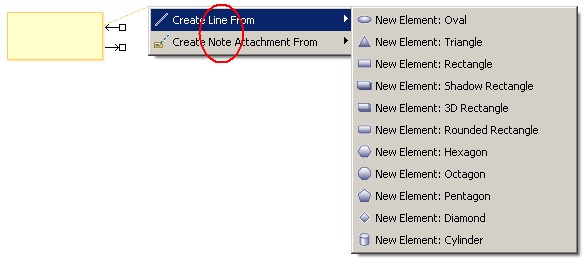 Create Line From
Create Note Attachment From
New Element: Oval
New Element: Triangle
New Element: Rectangle
New Element: Shadow Rectangle
New Element: 3D Rectangle
New Element: Rounded Rectangle
New Element: Hexagon
New Element: Octagon
New Element: Pentagon
New Element: Diamond
New Element: Cylinder